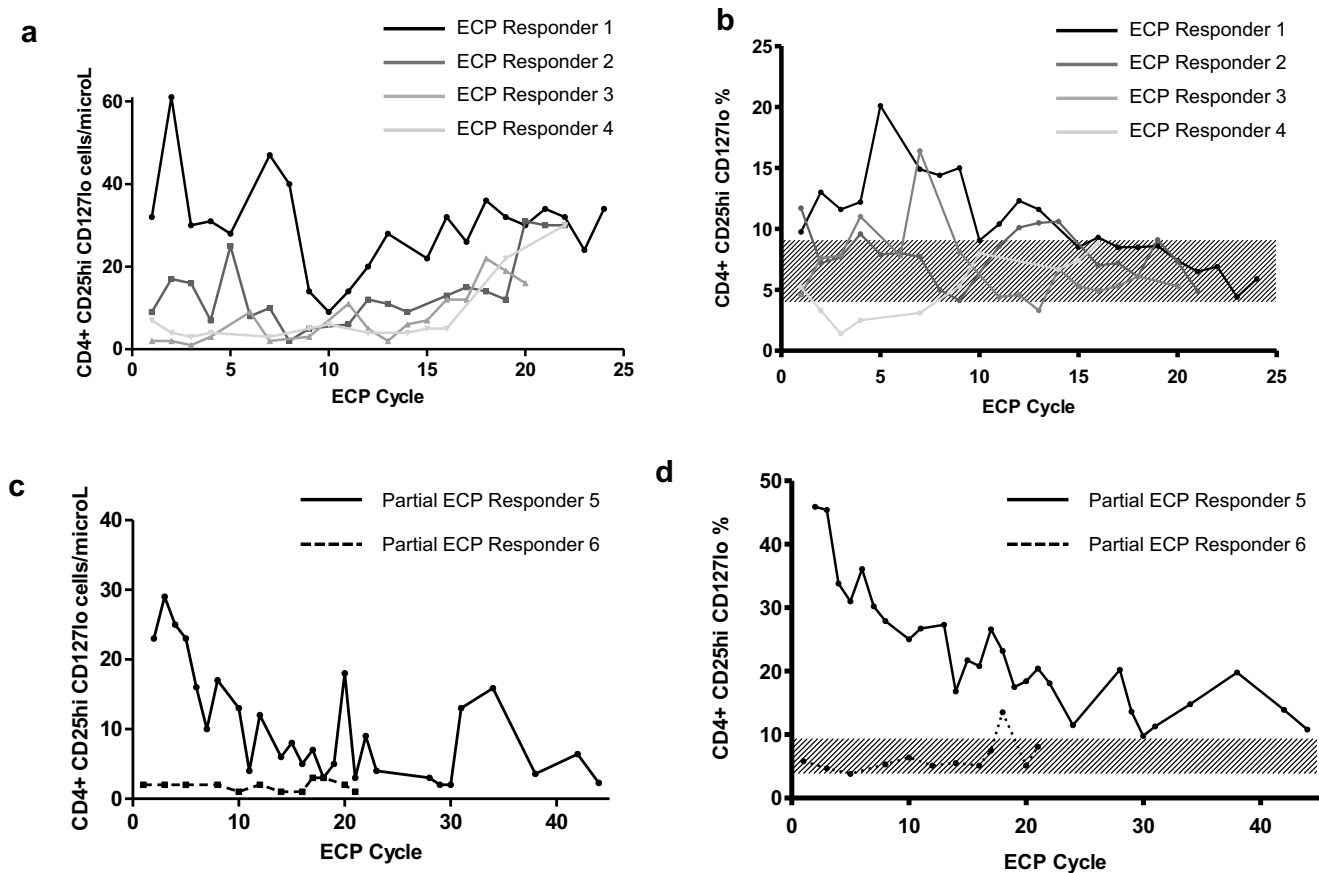 a
ECP Responder 1
ECP Responder 2
ECP Responder 3
ECP Responder 4
CD4+ CD25hi CD127lo cells/microL
60
40
20
0
0 5 10 15 20 25
ECP Cycle
b
ECP Responder 1
ECP Responder 2
ECP Responder 3
ECP Responder 4
CD4+ CD25hi CD127lo %
25
20
15
10
5
0
0 5 10 15 20 25
ECP Cycle
c
Partial ECP Responder 5
Partial ECP Responder 6
CD4+ CD25hi CD127lo cells/microL
40
30
20
10
0
0 10 20 30 40
ECP Cycle
d
Partial ECP Responder 5
Partial ECP Responder 6
CD4+ CD25hi CD127lo %
50
40
30
20
10
0
0 10 20 30 40
ECP Cycle